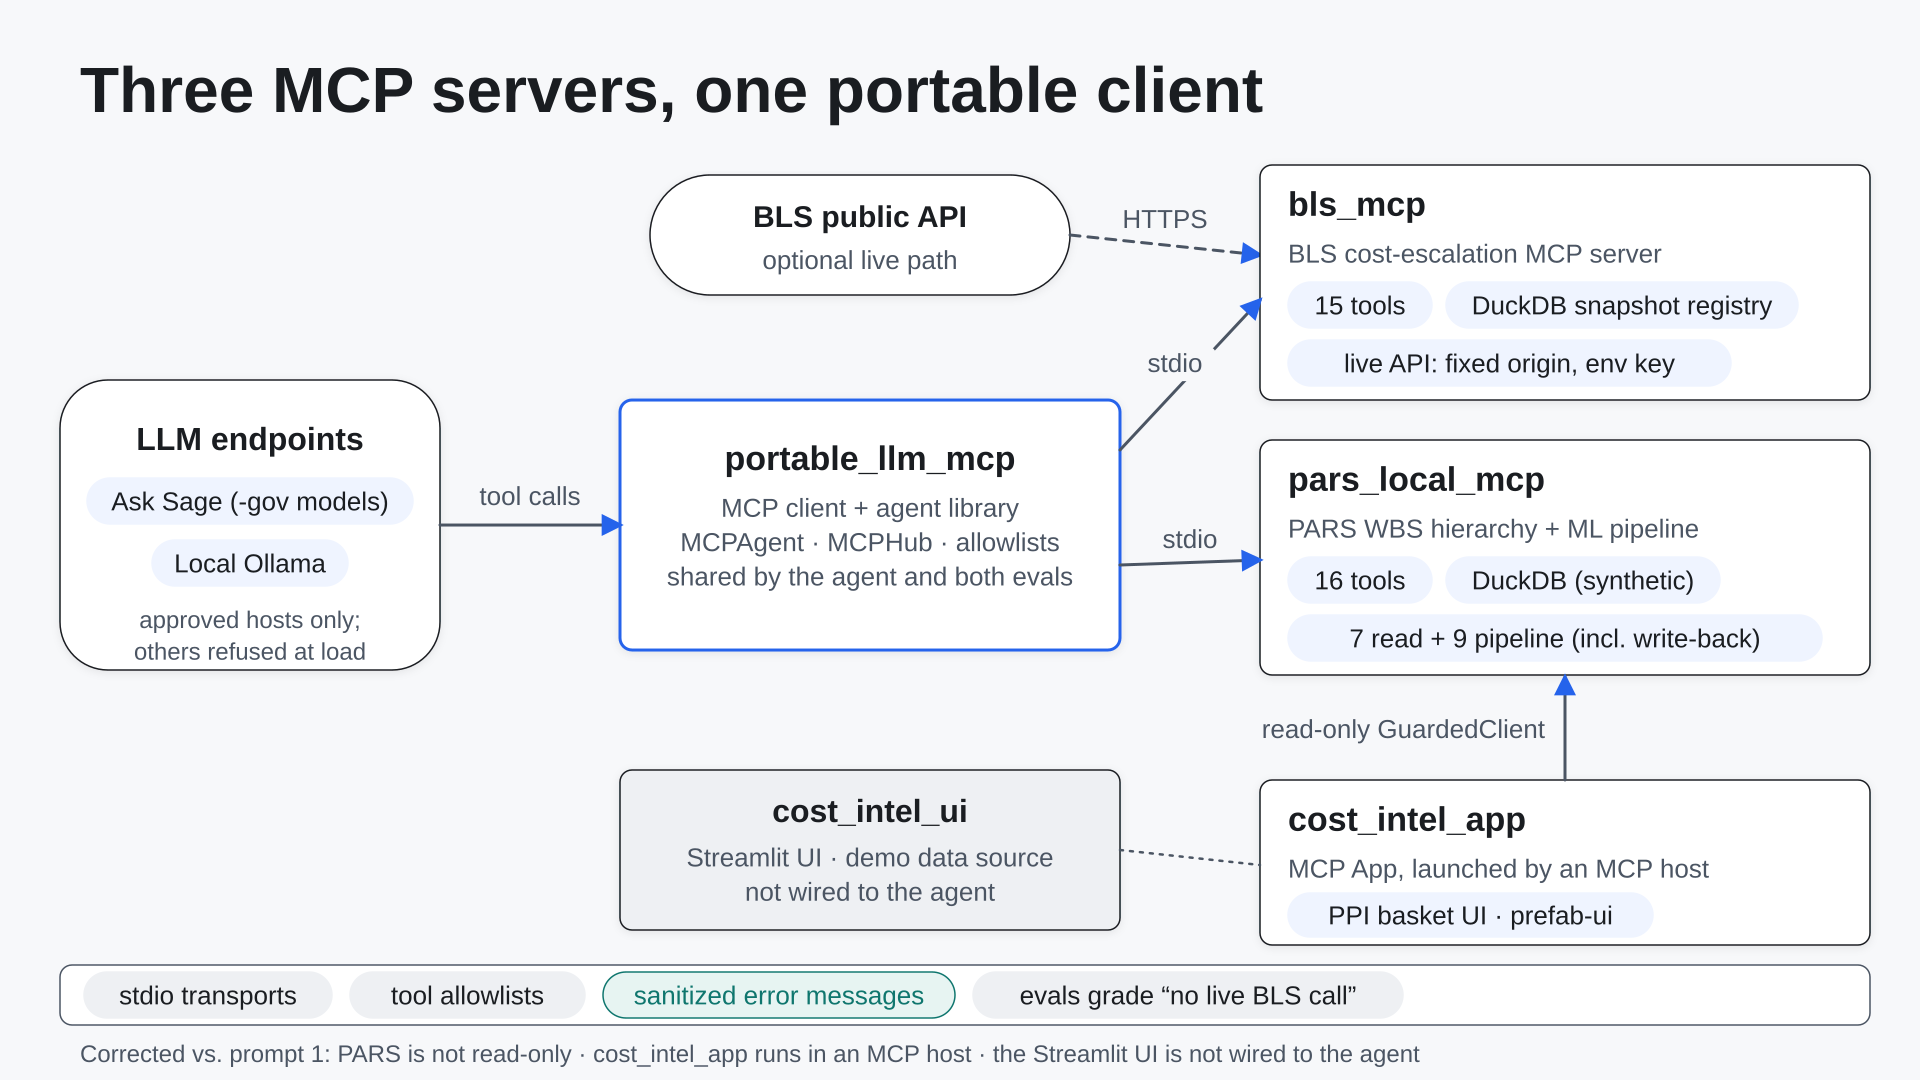 Three MCP servers, one portable client
BLS public API
optional live path
HTTPS
bls_mcp
BLS cost-escalation MCP server
15 tools
DuckDB snapshot registry
live API: fixed origin, env key
stdio
LLM endpoints
Ask Sage (-gov models)
Local Ollama
approved hosts only;
others refused at load
tool calls
portable_llm_mcp
MCP client + agent library
MCPAgent · MCPHub · allowlists
shared by the agent and both evals
stdio
pars_local_mcp
PARS WBS hierarchy + ML pipeline
16 tools
DuckDB (synthetic)
7 read + 9 pipeline (incl. write-back)
read-only GuardedClient
cost_intel_ui
Streamlit UI · demo data source
not wired to the agent
cost_intel_app
MCP App, launched by an MCP host
PPI basket UI · prefab-ui
stdio transports
tool allowlists
sanitized error messages
evals grade “no live BLS call”
Corrected vs. prompt 1: PARS is not read-only · cost_intel_app runs in an MCP host · the Streamlit UI is not wired to the agent